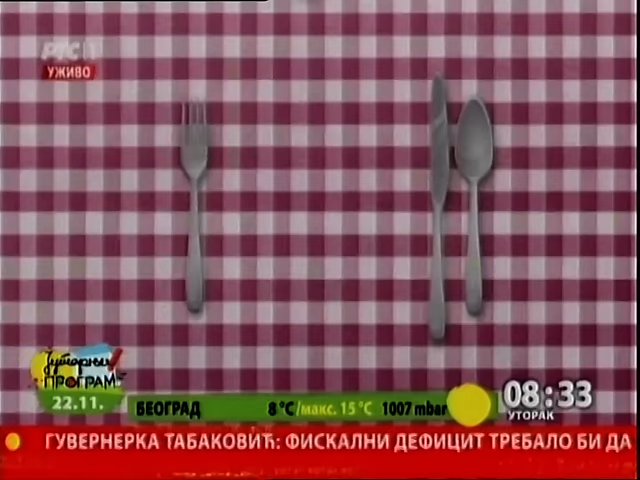 РТС 1
УЖИВО
Јутарњи
ПРОГРАМ
22.11.
БЕОГРАД 8°C/макс. 15°C 1007 mbar
08:33
УТОРАК
ГУВЕРНЕРКА ТАБАКОВИЋ: ФИСКАЛНИ ДЕФИЦИТ ТРЕБАЛО БИ ДА